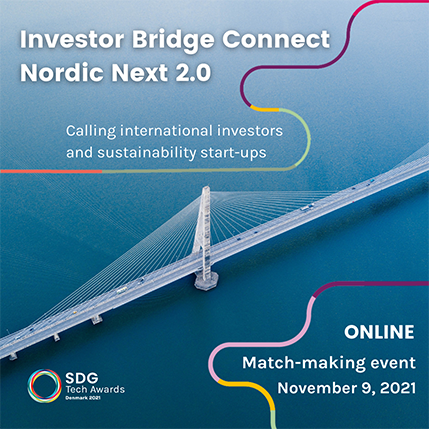 Investor Bridge Connect
Nordic Next 2.0
Calling international investors
and sustainability start-ups
ONLINE
Match-making event
November 9, 2021
SDG
Tech Awards
Denmark 2021